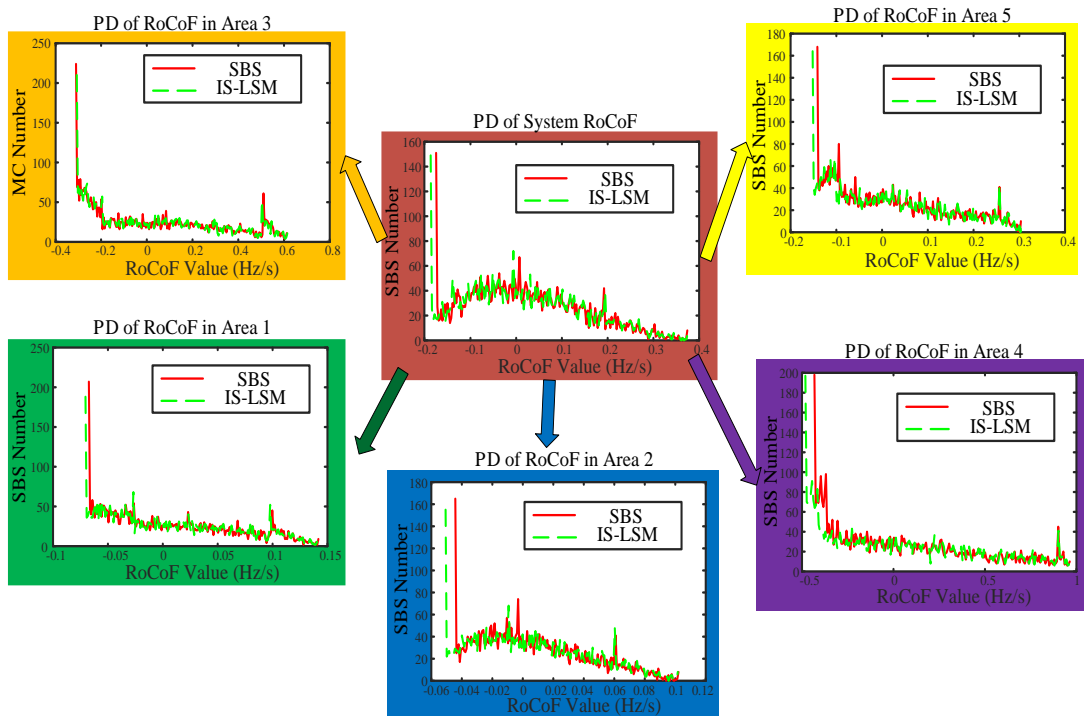 PD of RoCoF in Area 3
250
200
150
100
50
0
-0.4 -0.2 0 0.2 0.4 0.6 0.8
MC Number
RoCoF Value (Hz/s)
SBS
IS-LSM
PD of System RoCoF
160
140
120
100
80
60
40
20
0
-0.2 -0.1 0 0.1 0.2 0.3 0.4
SBS Number
RoCoF Value (Hz/s)
SBS
IS-LSM
PD of RoCoF in Area 5
180
160
140
120
100
80
60
40
20
0
-0.2 -0.1 0 0.1 0.2 0.3 0.4
SBS Number
RoCoF Value (Hz/s)
SBS
IS-LSM
PD of RoCoF in Area 1
250
200
150
100
50
0
-0.1 -0.05 0 0.05 0.1 0.15
SBS Number
RoCoF Value (Hz/s)
SBS
IS-LSM
PD of RoCoF in Area 2
180
160
140
120
100
80
60
40
20
0
-0.06 -0.04 -0.02 0 0.02 0.04 0.06 0.08 0.1 0.12
SBS Number
RoCoF Value (Hz/s)
SBS
IS-LSM
PD of RoCoF in Area 4
200
180
160
140
120
100
80
60
40
20
0
-0.5 0 0.5 1
SBS Number
RoCoF Value (Hz/s)
SBS
IS-LSM